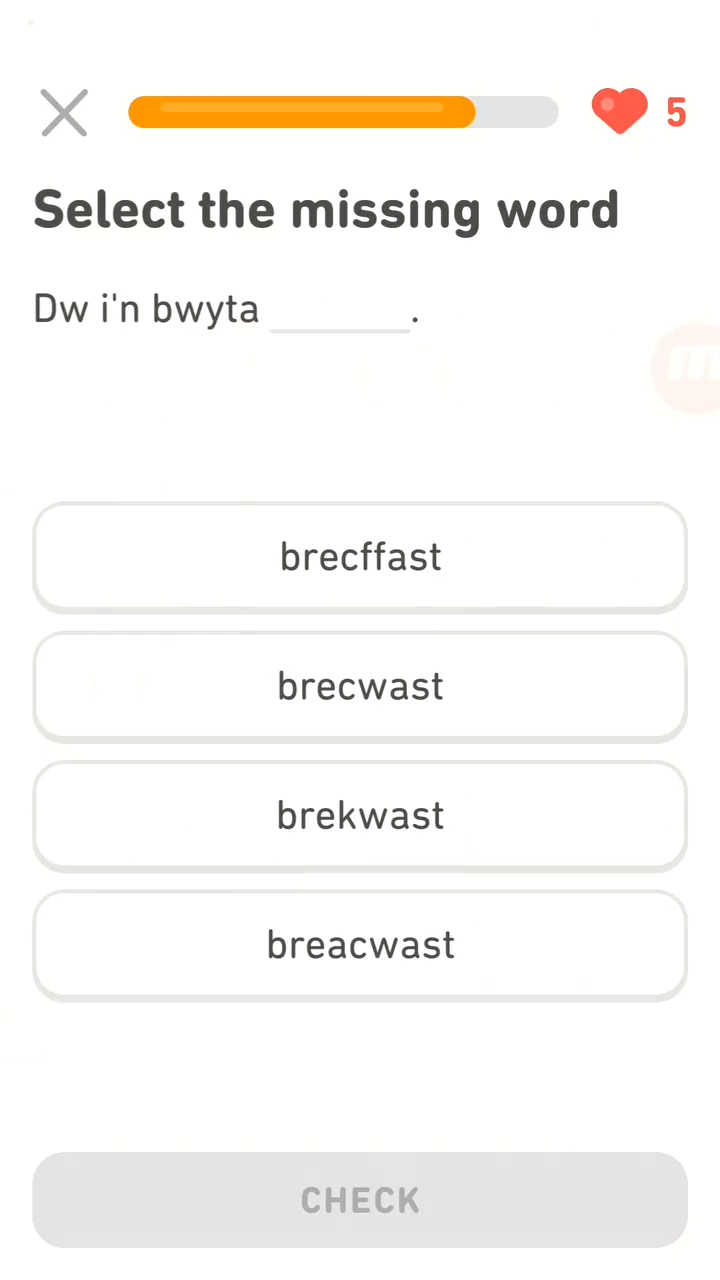 5
Select the missing word
Dw i'n bwyta ______.
brecffast
brecwast
brekwast
breacwast
CHECK